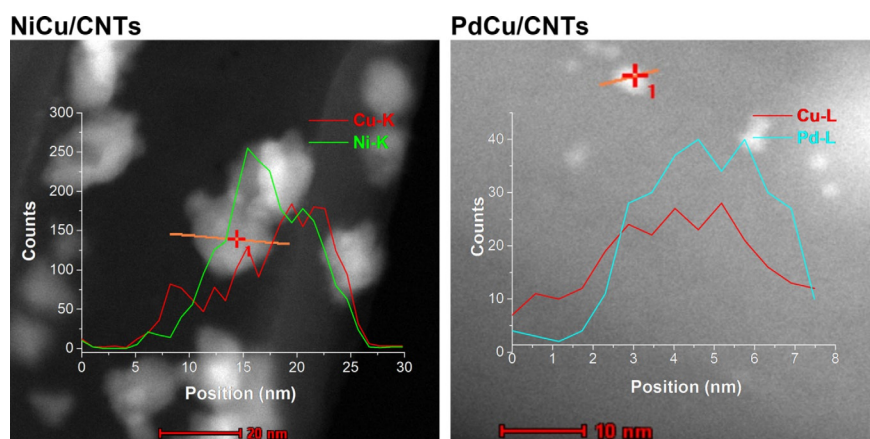 NiCu/CNTs
300
250
200
150
100
50
0
Counts
Cu-K
Ni-K
1
0 5 10 15 20 25 30
Position (nm)
20 nm
PdCu/CNTs
1
40
30
20
10
0
Counts
Cu-L
Pd-L
0 1 2 3 4 5 6 7 8
Position (nm)
10 nm